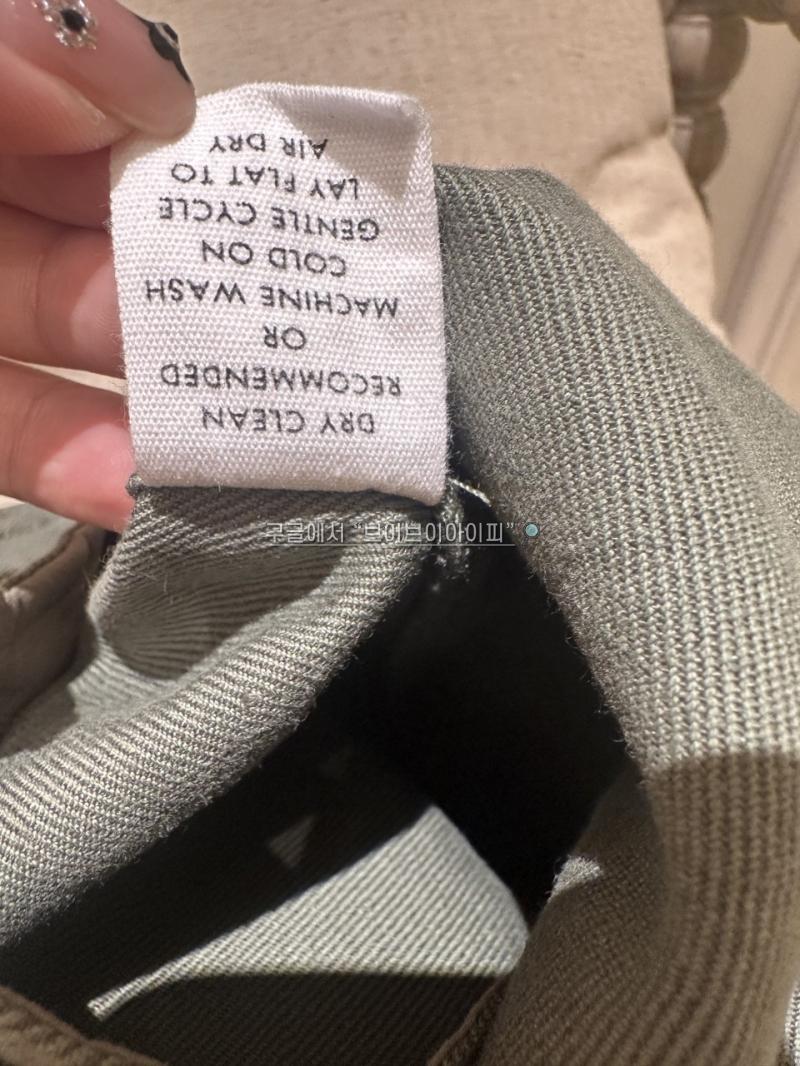 DRY CLEAN
RECOMMENDED
OR
MACHINE WASH
COLD ON
GENTLE CYCLE
LAY FLAT TO
AIR DRY
구글에서 “브이브이아이피”